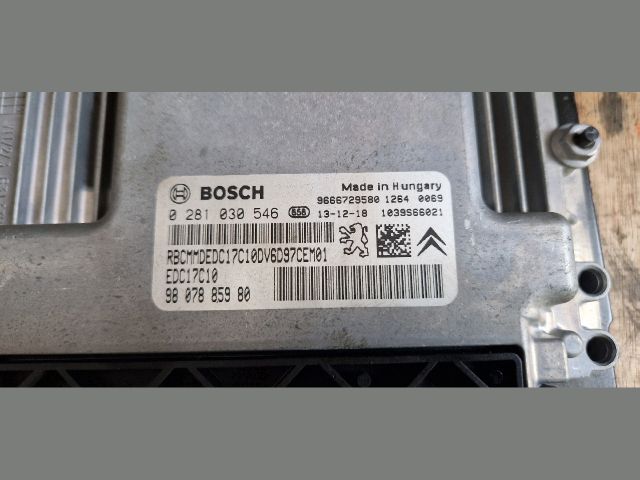 BOSCH
Made in Hungary
9666729580 1264 0069
0 281 030 546 658 13-12-18 1039S66021
RBCMMDEDC17C10DV6D97CEM01
EDC17C10
98 078 859 80